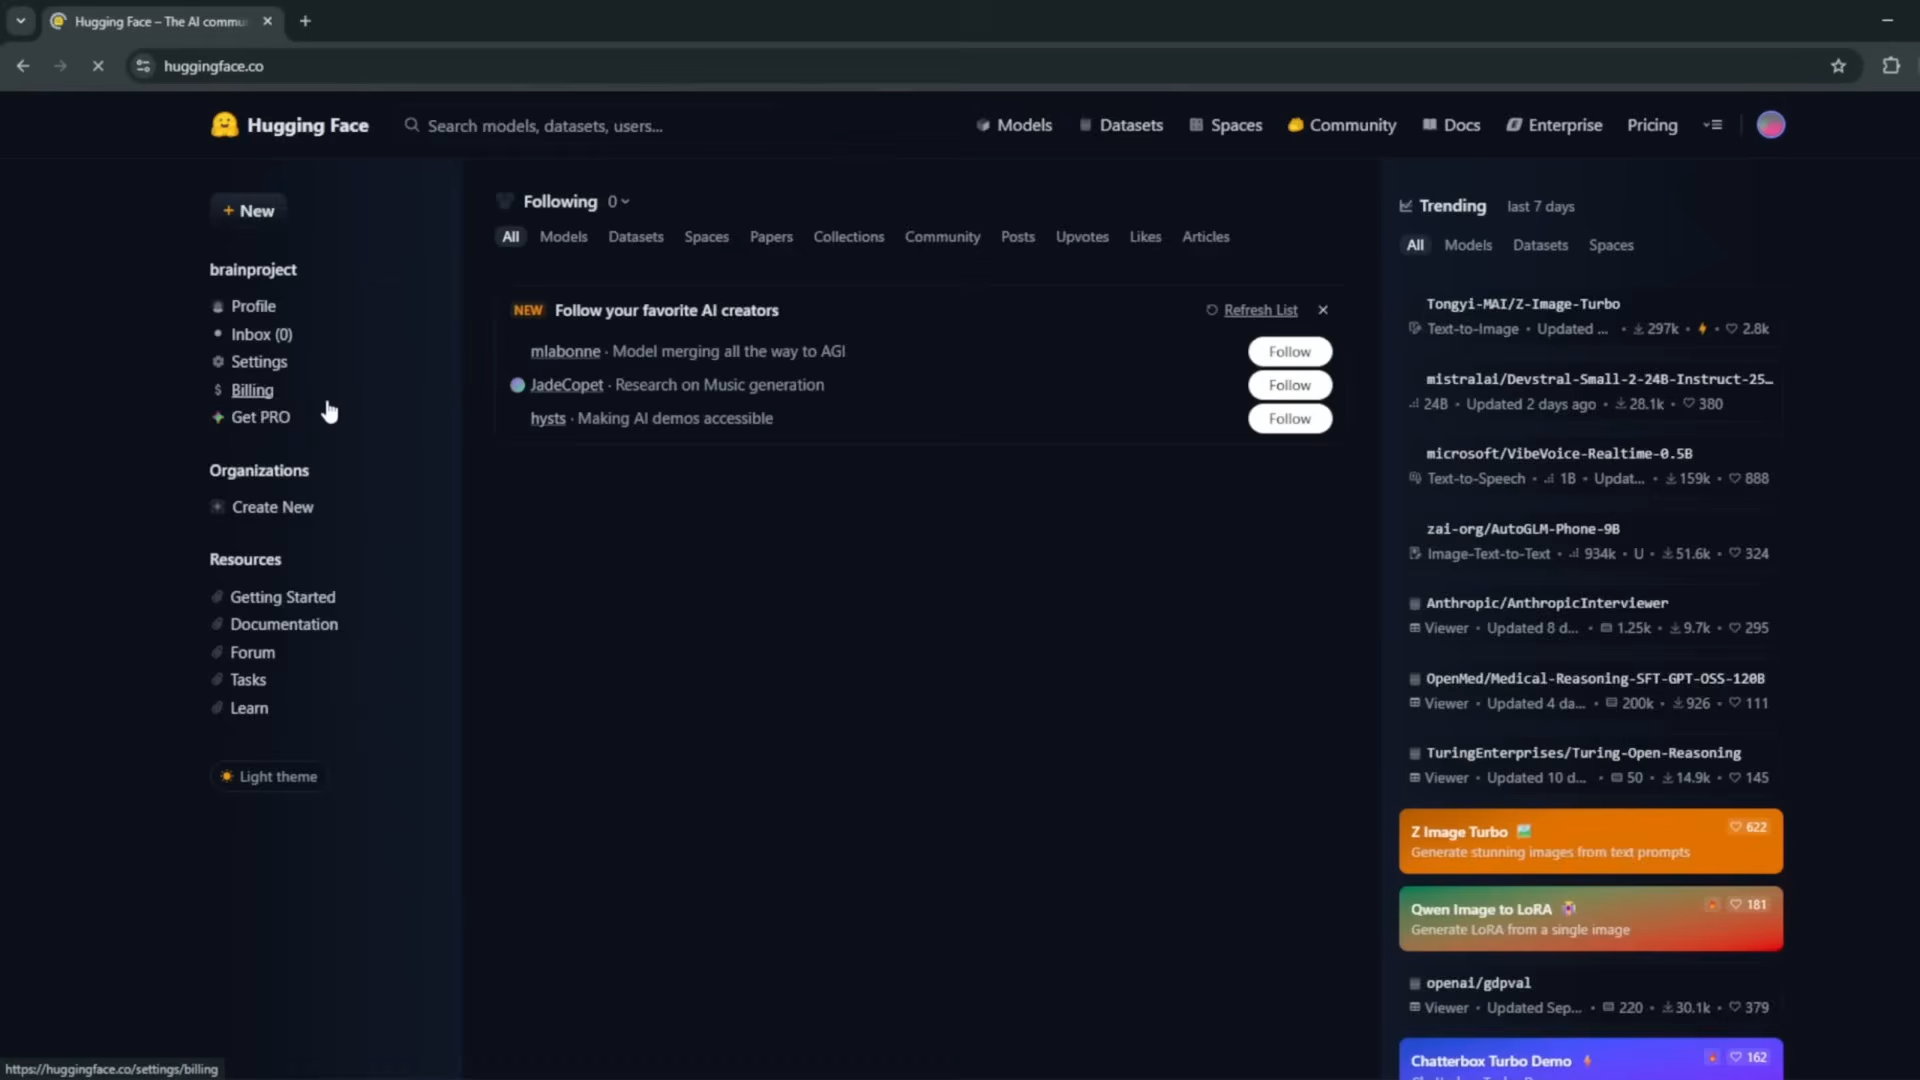 Hugging Face – The AI commu
huggingface.co
Hugging Face
Search models, datasets, users...
Models
Datasets
Spaces
Community
Docs
Enterprise
Pricing
+ New
brainproject
Profile
Inbox (0)
Settings
$ Billing
Get PRO
Organizations
Create New
Resources
Getting Started
Documentation
Forum
Tasks
Learn
Light theme
Following 0
All Models Datasets Spaces Papers Collections Community Posts Upvotes Likes Articles
NEW Follow your favorite AI creators Refresh List
mlabonne · Model merging all the way to AGI Follow
JadeCopet · Research on Music generation Follow
hysts · Making AI demos accessible Follow
Trending last 7 days
All Models Datasets Spaces
Tongyi-MAI/Z-Image-Turbo
Text-to-Image • Updated ... • 297k • 2.8k
mistralai/Devstral-Small-2-24B-Instruct-25…
24B • Updated 2 days ago • 28.1k • 380
microsoft/VibeVoice-Realtime-0.5B
Text-to-Speech • 1B • Updat... • 159k • 888
zai-org/AutoGLM-Phone-9B
Image-Text-to-Text • 934k • U • 51.6k • 324
Anthropic/AnthropicInterviewer
Viewer • Updated 8 d... • 1.25k • 9.7k • 295
OpenMed/Medical-Reasoning-SFT-GPT-OSS-120B
Viewer • Updated 4 da... • 200k • 926 • 111
TuringEnterprises/Turing-Open-Reasoning
Viewer • Updated 10 d... • 50 • 14.9k • 145
Z Image Turbo 622
Generate stunning images from text prompts
Qwen Image to LoRA 181
Generate LoRA from a single image
openai/gdpval
Viewer • Updated Sep... • 220 • 30.1k • 379
Chatterbox Turbo Demo 162
https://huggingface.co/settings/billing